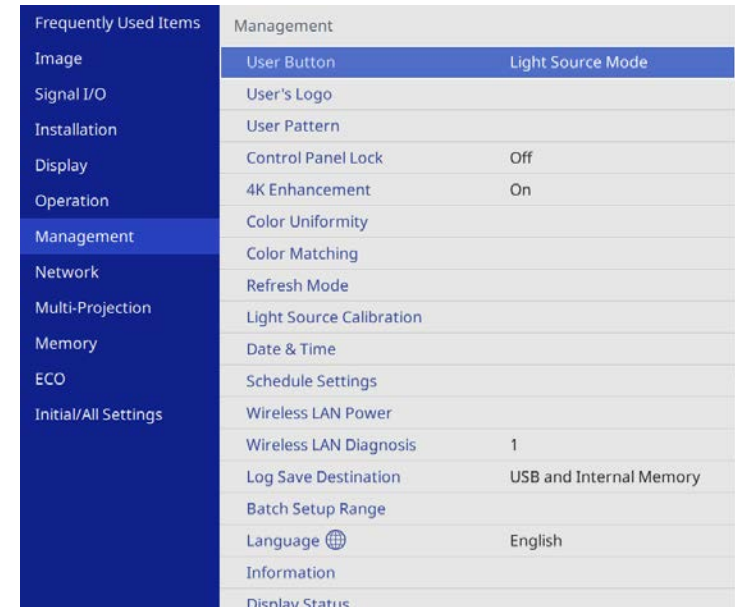 Frequently Used Items
Image
Signal I/O
Installation
Display
Operation
Management
Network
Multi-Projection
Memory
ECO
Initial/All Settings
Management
User Button Light Source Mode
User's Logo
User Pattern
Control Panel Lock Off
4K Enhancement On
Color Uniformity
Color Matching
Refresh Mode
Light Source Calibration
Date & Time
Schedule Settings
Wireless LAN Power
Wireless LAN Diagnosis 1
Log Save Destination USB and Internal Memory
Batch Setup Range
Language English
Information
Display Status